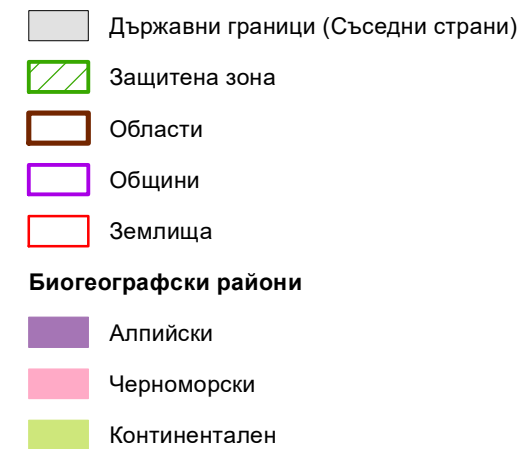 Държавни граници (Съседни страни)
Защитена зона
Области
Общини
Землища
Биогеографски райони
Алпийски
Черноморски
Континентален